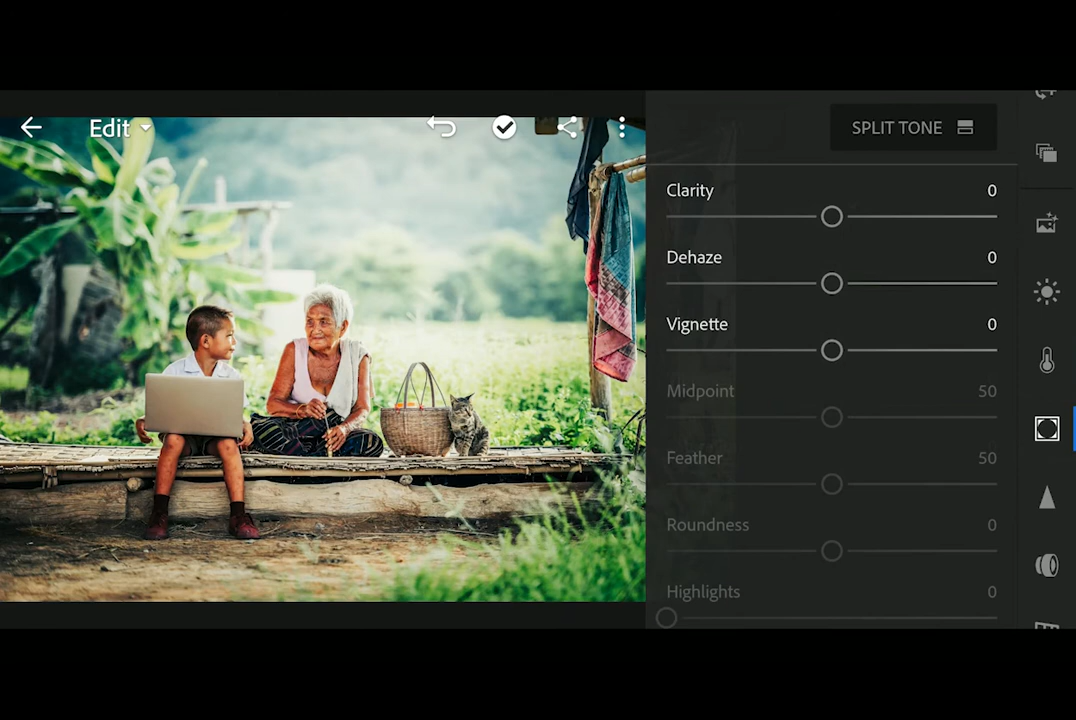 Edit
SPLIT TONE
Clarity 0
Dehaze 0
Vignette 0
Midpoint 50
Feather 50
Roundness 0
Highlights 0